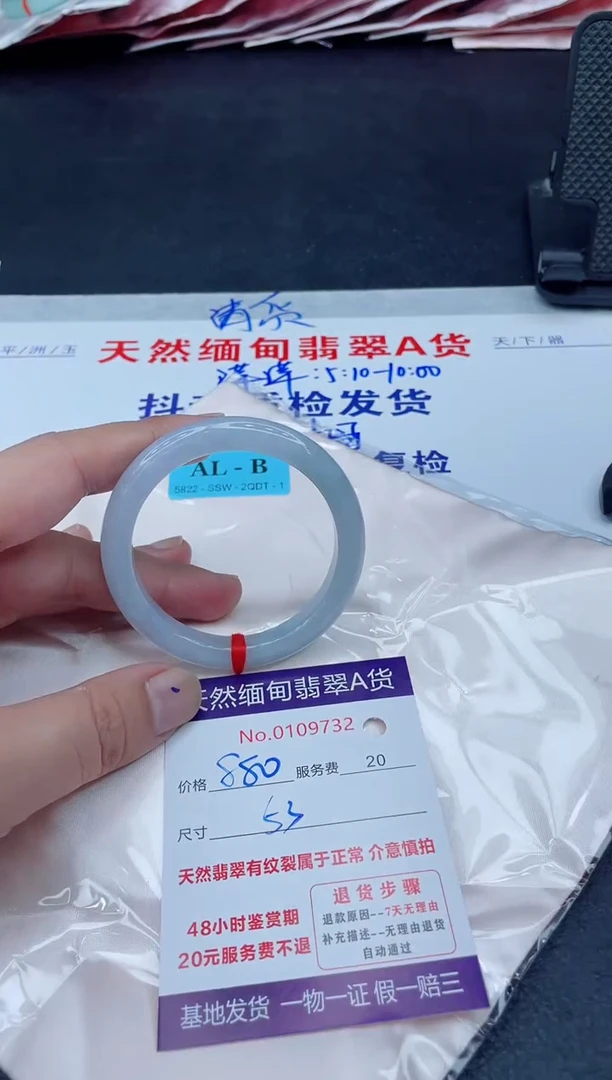 平/洲/玉
天然缅甸翡翠A货
天/下/器
:5:10-10:00
检发货
复检
AL - B
5822 - SSW - 2QDT - 1
天然缅甸翡翠A货
No.0109732
价格 880 服务费 20
尺寸 53
天然翡翠有纹裂属于正常 介意慎拍
48小时鉴赏期
20元服务费不退
退货步骤
退款原因--7天无理由
补充描述--无理由退货
自动通过
基地发货 一物一证 假一赔三